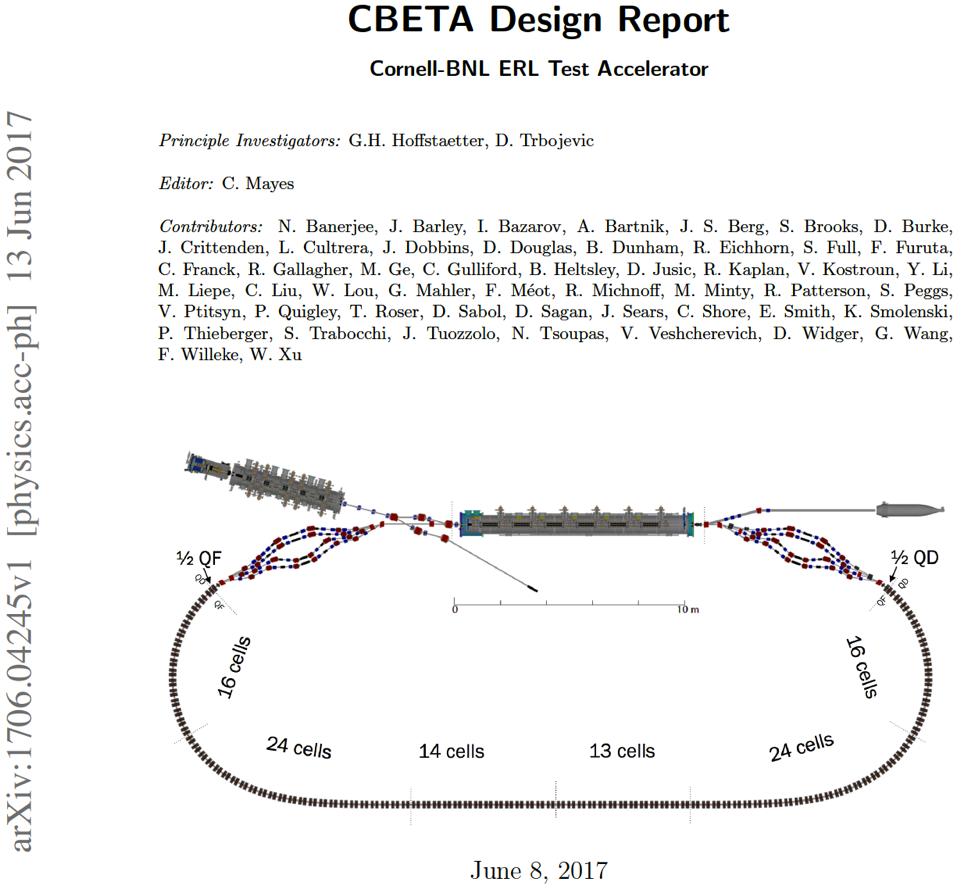 CBETA Design Report
Cornell-BNL ERL Test Accelerator
Principle Investigators: G.H. Hoffstaetter, D. Trbojevic
Editor: C. Mayes
Contributors: N. Banerjee, J. Barley, I. Bazarov, A. Bartnik, J. S. Berg, S. Brooks, D. Burke,
J. Crittenden, L. Cultrera, J. Dobbins, D. Douglas, B. Dunham, R. Eichhorn, S. Full, F. Furuta,
C. Franck, R. Gallagher, M. Ge, C. Gulliford, B. Heltsley, D. Jusic, R. Kaplan, V. Kostroun, Y. Li,
M. Liepe, C. Liu, W. Lou, G. Mahler, F. Méot, R. Michnoff, M. Minty, R. Patterson, S. Peggs,
V. Ptitsyn, P. Quigley, T. Roser, D. Sabol, D. Sagan, J. Sears, C. Shore, E. Smith, K. Smolenski,
P. Thieberger, S. Trabocchi, J. Tuozzolo, N. Tsoupas, V. Veshcherevich, D. Widger, G. Wang,
F. Willeke, W. Xu
arXiv:1706.04245v1 [physics.acc-ph] 13 Jun 2017
½ QF
½ QD
QD
QF
QD
QF
0
10 m
16 cells
16 cells
24 cells
14 cells
13 cells
24 cells
June 8, 2017